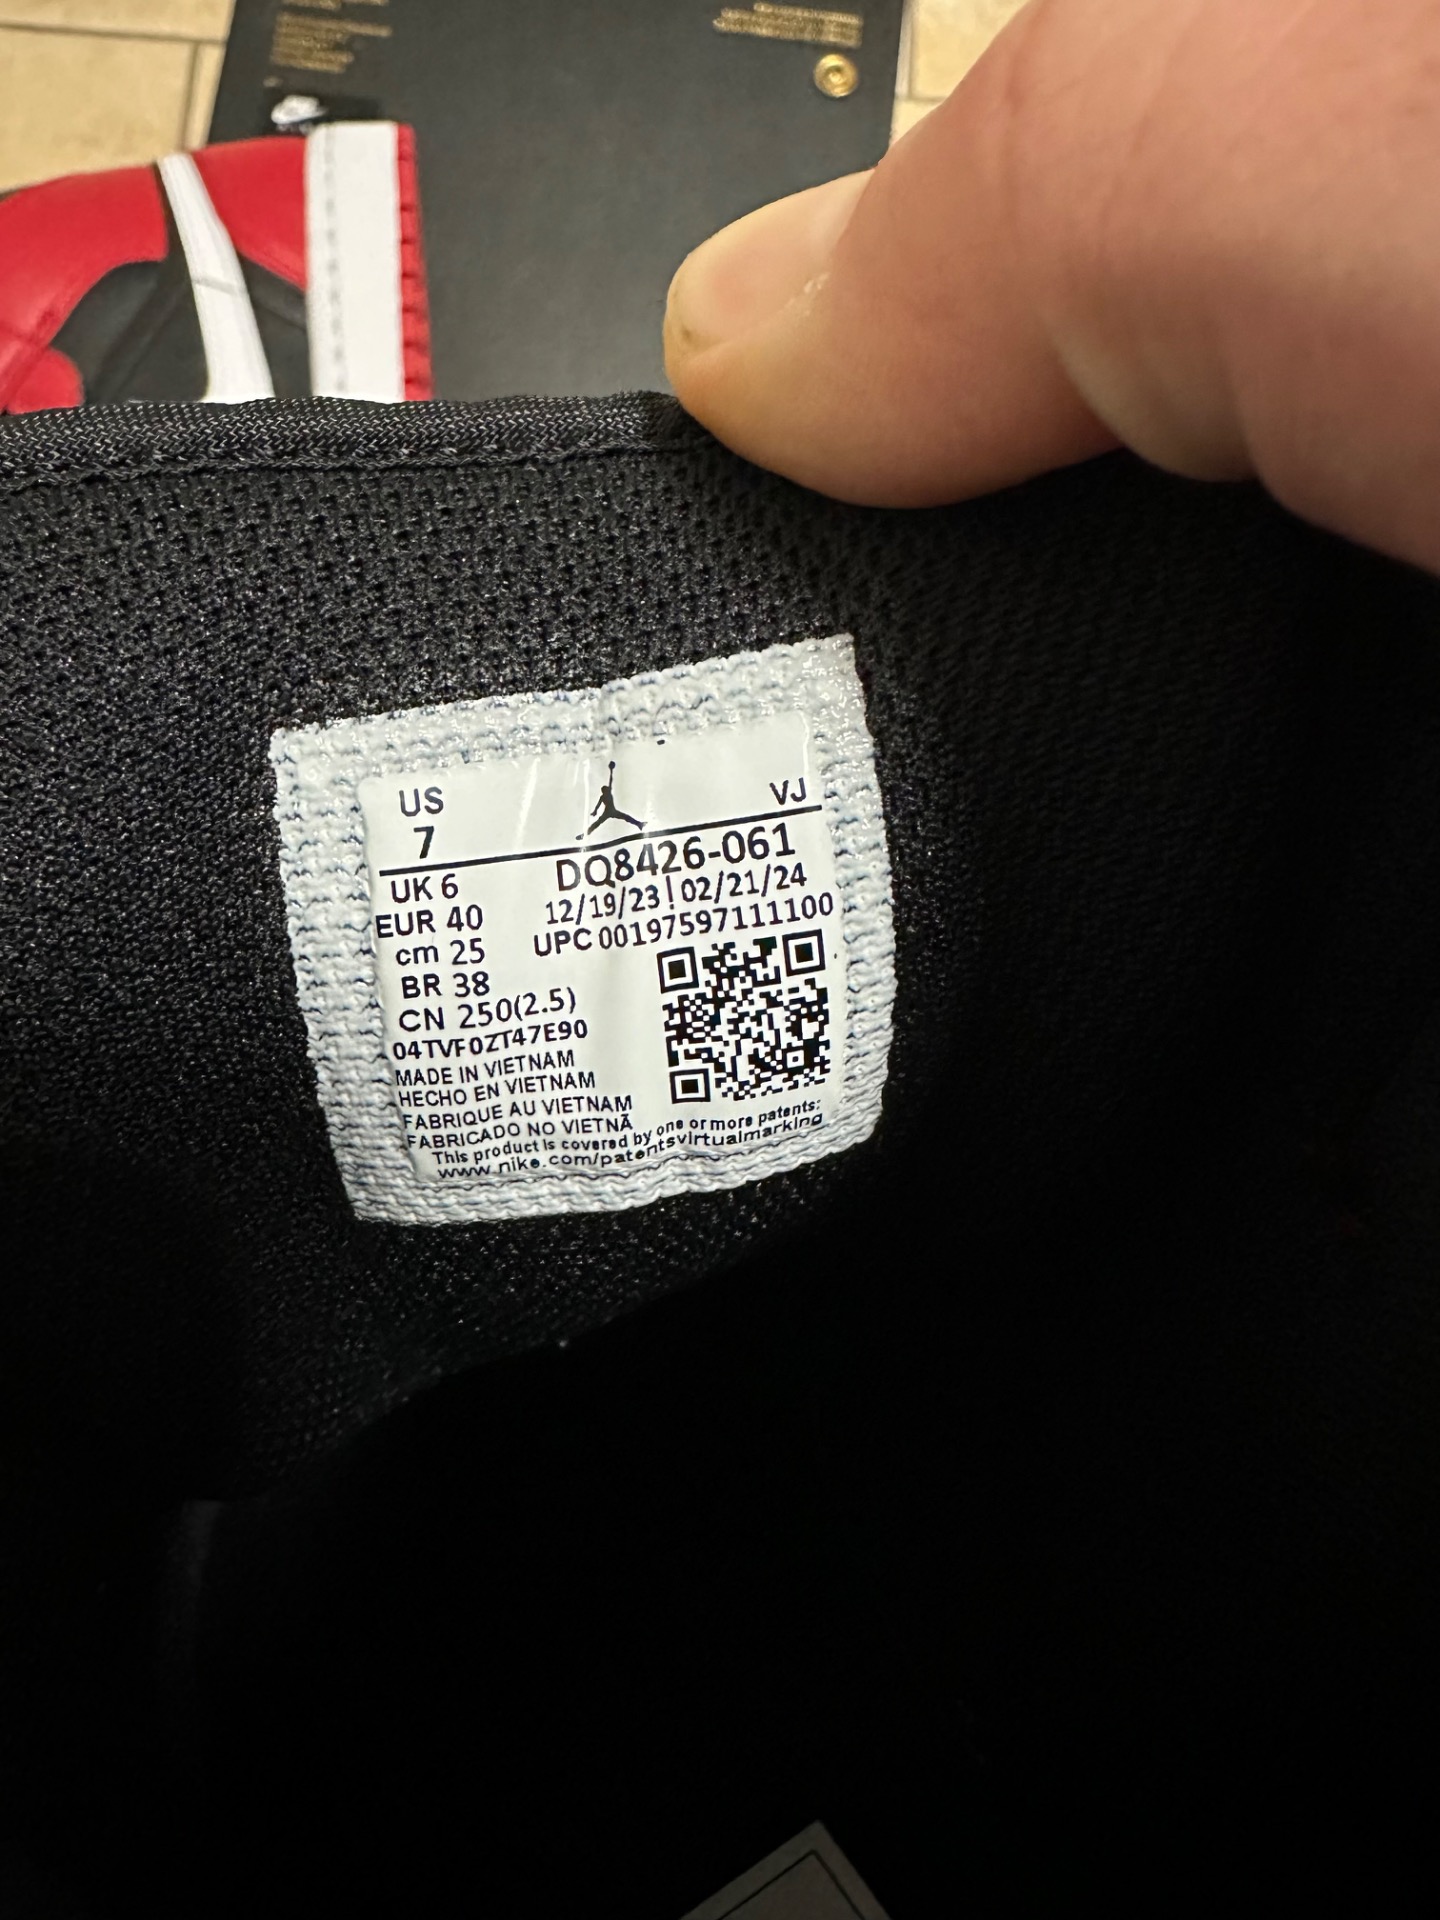 US
7
VJ
DQ8426-061
12/19/23 | 02/21/24
UPC 00197597111100
UK 6
EUR 40
cm 25
BR 38
CN 250(2.5)
04TVF0ZT47E90
MADE IN VIETNAM
HECHO EN VIETNAM
FABRIQUE AU VIETNAM
FABRICADO NO VIETNÃ
This product is covered by one or more patents:
www.nike.com/patentsvirtualmarking